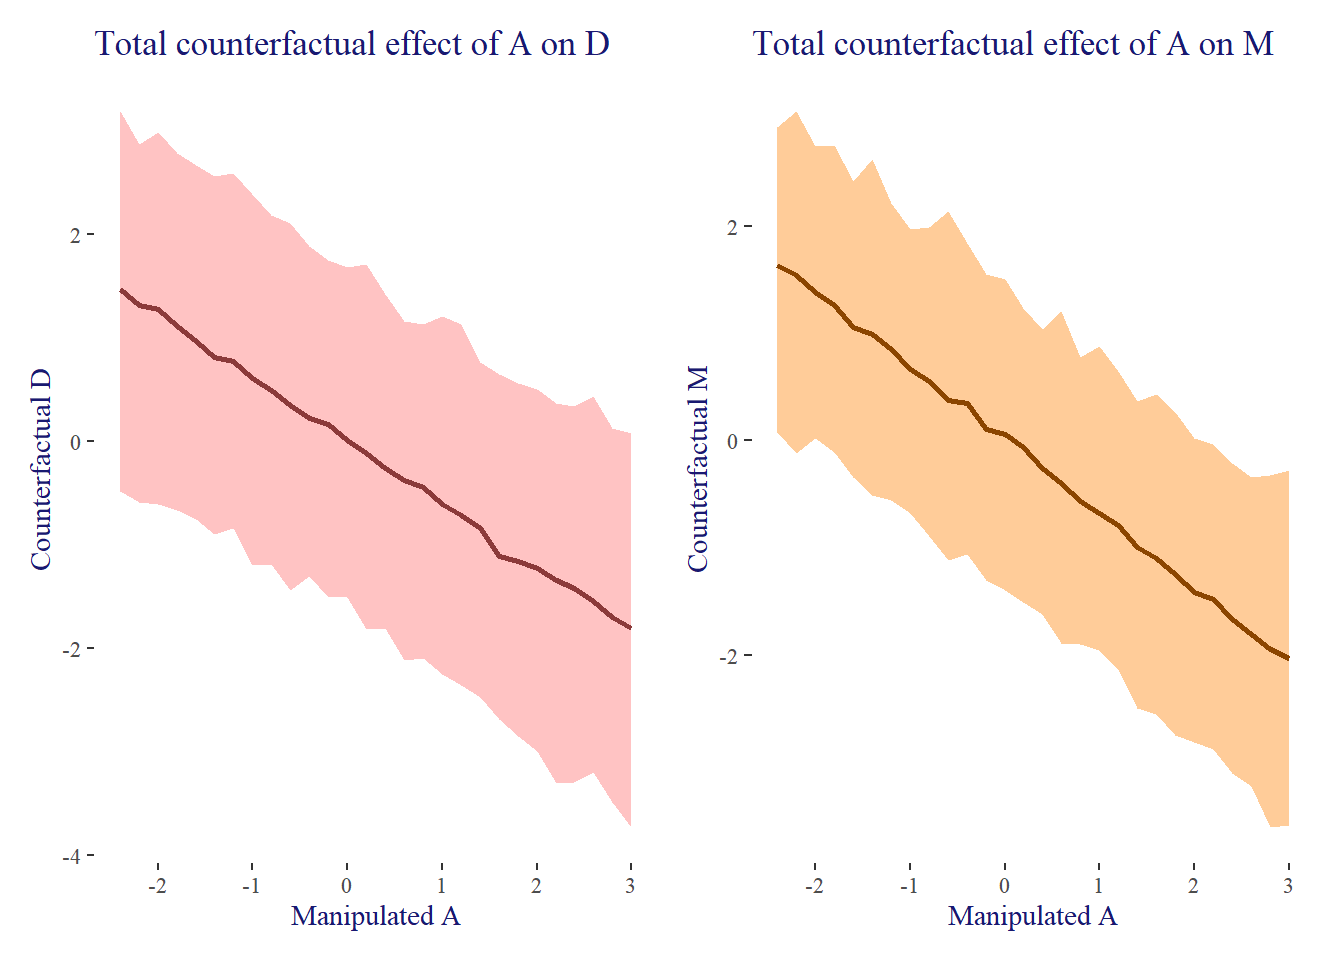 Total counterfactual effect of A on D
Counterfactual D
2
0
-2
-4
-2 -1 0 1 2 3
Manipulated A
Total counterfactual effect of A on M
Counterfactual M
2
0
-2
-2 -1 0 1 2 3
Manipulated A